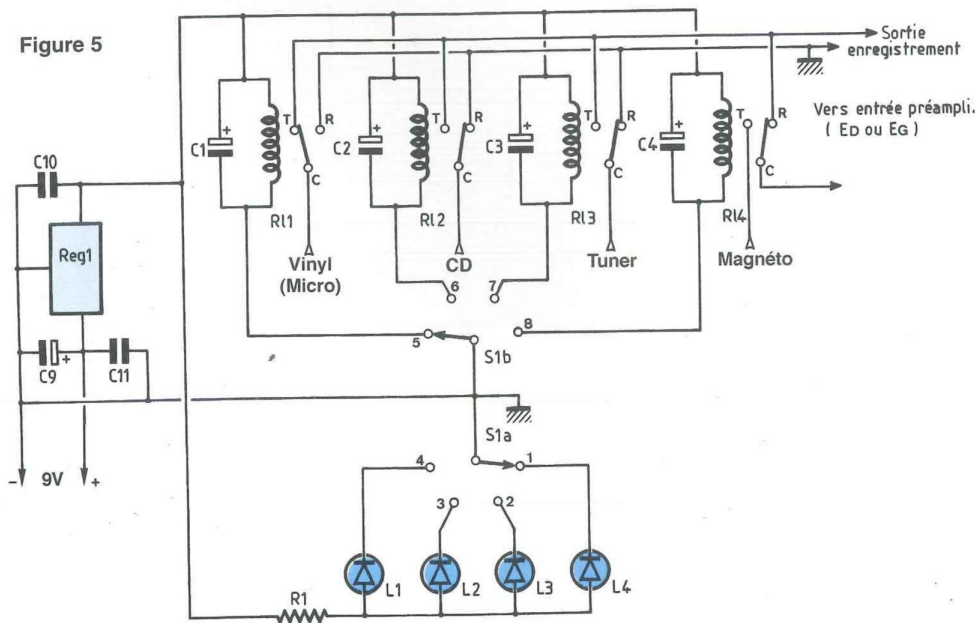 Figure 5
Sortie
enregistrement
Vers entrée préampli.
( ED ou EG )
C10
Reg1
C9
+
C11
- 9V +
C1
+
T
R
C
Rl1
Vinyl
(Micro)
C2
+
T
R
C
Rl2
CD
C3
+
T
R
C
Rl3
Tuner
C4
+
T
R
C
Rl4
Magnéto
6
7
5
8
S1b
S1a
4
1
3
2
L1
L2
L3
L4
R1